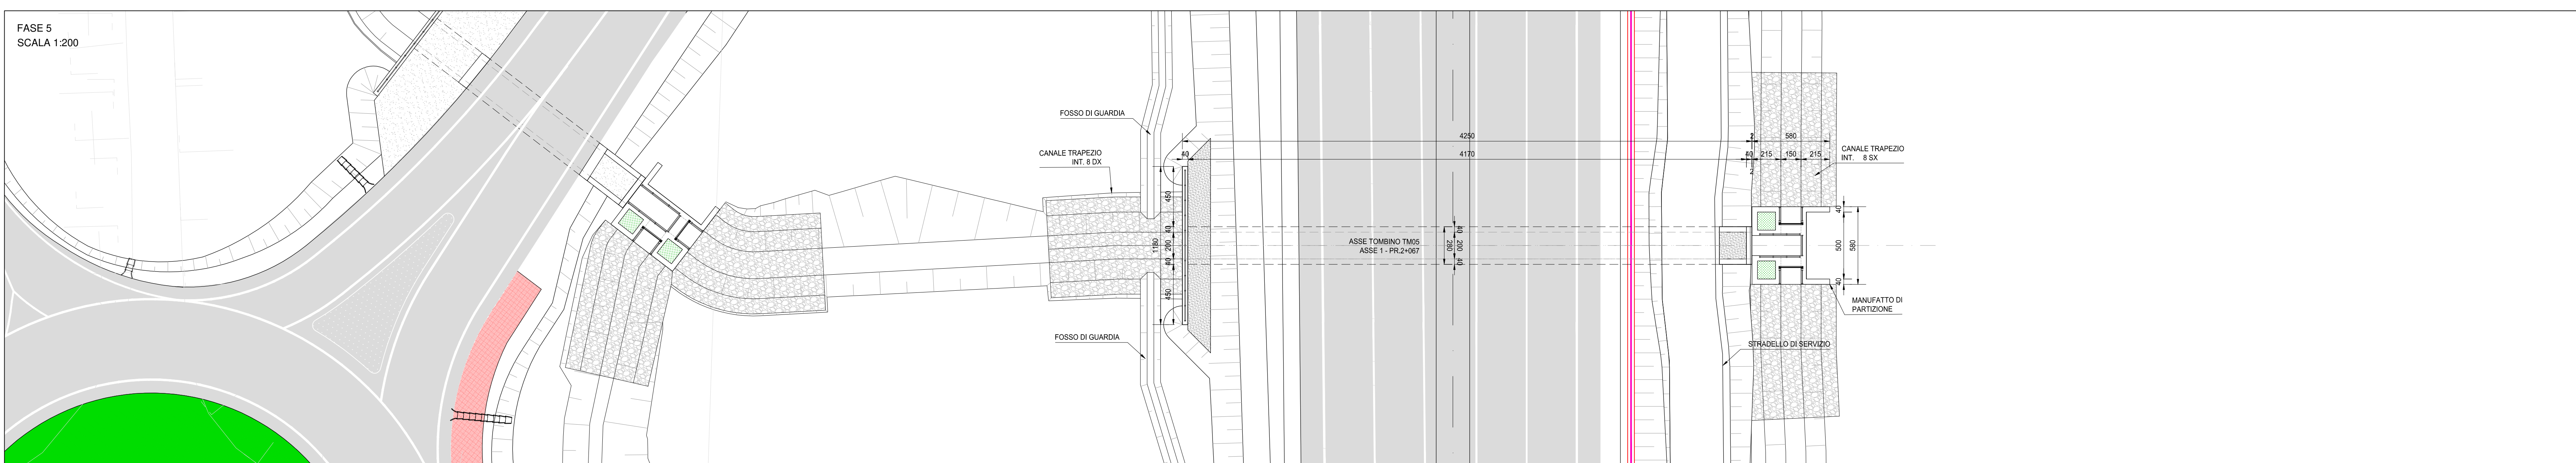 FASE 5
SCALA 1:200
FOSSO DI GUARDIA
CANALE TRAPEZIO
INT. 8 DX
FOSSO DI GUARDIA
40
450
40
1180
200
40
450
4250
4170
ASSE TOMBINO TM05
ASSE 1 - PR.2+067
280
40
200
40
2
580
40
215
150
215
2
CANALE TRAPEZIO
INT. 8 SX
40
500
580
40
MANUFATTO DI
PARTIZIONE
STRADELLO DI SERVIZIO